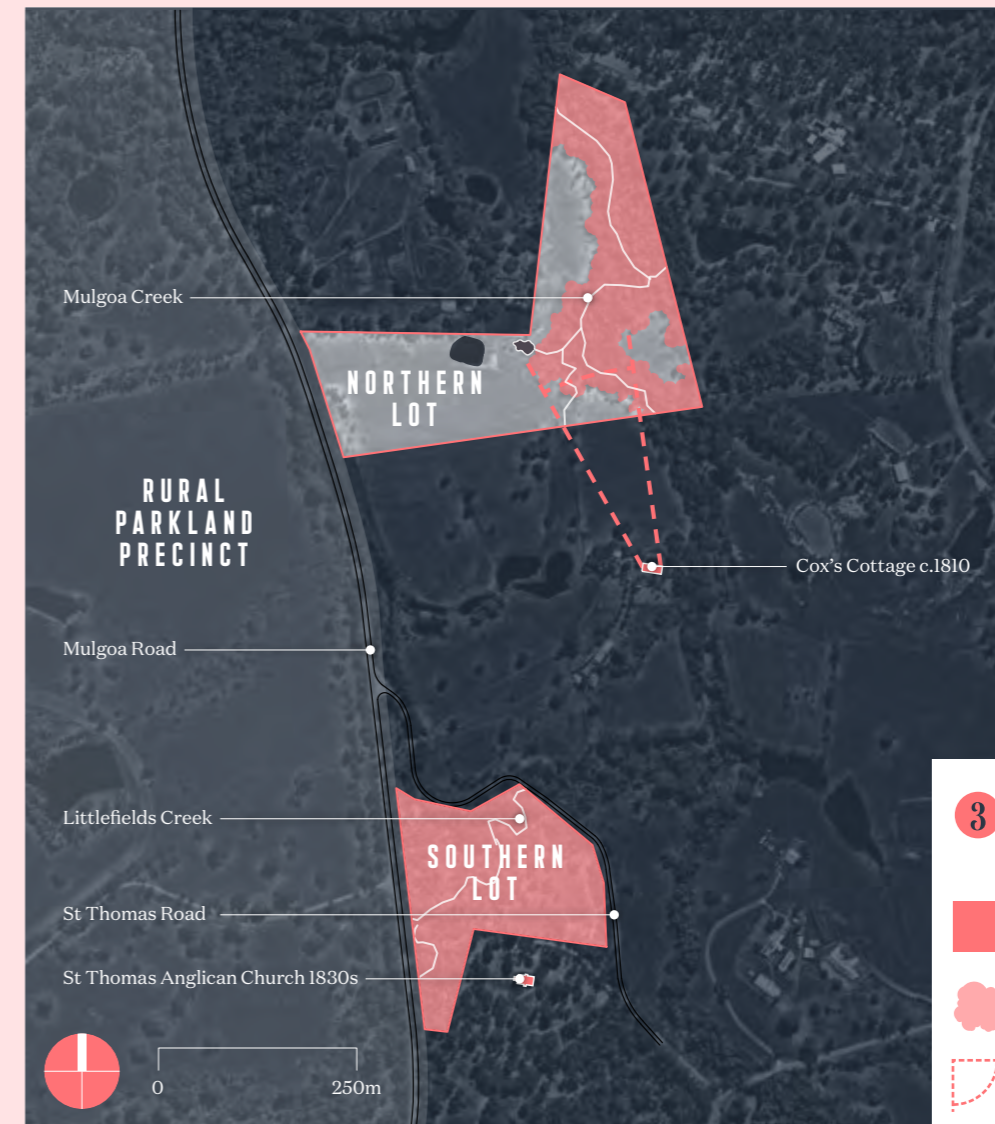 Mulgoa Creek
NORTHERN
LOT
RURAL
PARKLAND
PRECINCT
Cox’s Cottage c.1810
Mulgoa Road
Littlefields Creek
SOUTHERN
LOT
St Thomas Road
St Thomas Anglican Church 1830s
0
250m
3